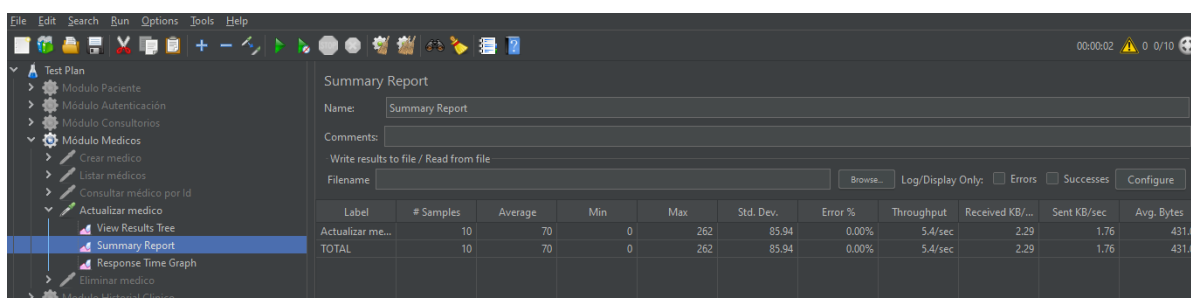 File Edit Search Run Options Tools Help
00:00:02 0 0/10
Test Plan
Modulo Paciente
Módulo Autenticación
Módulo Consultorios
Módulo Medicos
Crear medico
Listar médicos
Consultar médico por Id
Actualizar medico
View Results Tree
Summary Report
Response Time Graph
Eliminar medico
Modulo Historial Clinico
Summary Report
Name: Summary Report
Comments:
Write results to file / Read from file
Filename Browse... Log/Display Only: Errors Successes Configure
Label # Samples Average Min Max Std. Dev. Error % Throughput Received KB/... Sent KB/sec Avg. Bytes
Actualizar me... 10 70 0 262 85.94 0.00% 5.4/sec 2.29 1.76 431.
TOTAL 10 70 0 262 85.94 0.00% 5.4/sec 2.29 1.76 431.